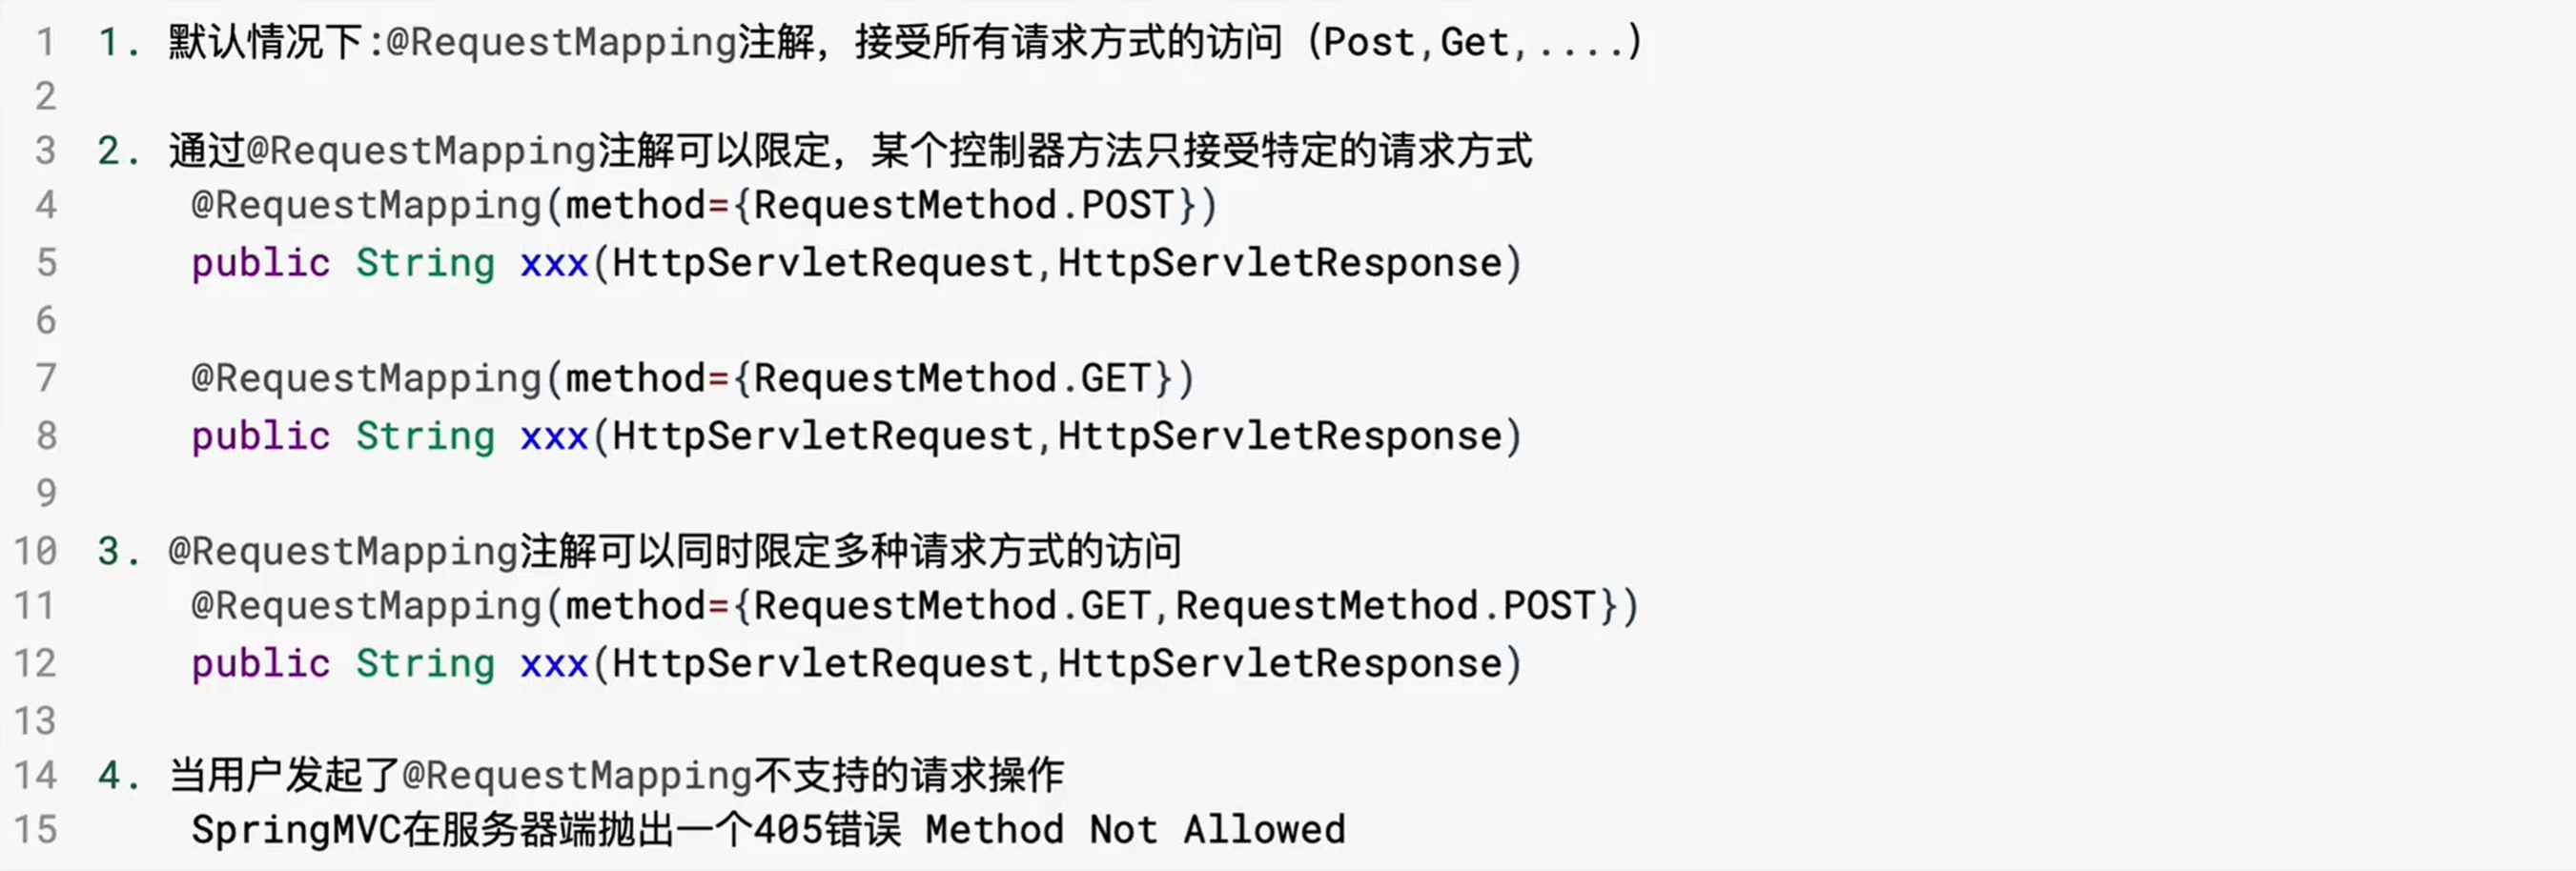 1 1. 默认情况下:@RequestMapping注解，接受所有请求方式的访问（Post,Get,....）
2
3 2. 通过@RequestMapping注解可以限定，某个控制器方法只接受特定的请求方式
4 @RequestMapping(method={RequestMethod.POST})
5 public String xxx(HttpServletRequest,HttpServletResponse)
6
7 @RequestMapping(method={RequestMethod.GET})
8 public String xxx(HttpServletRequest,HttpServletResponse)
9
10 3. @RequestMapping注解可以同时限定多种请求方式的访问
11 @RequestMapping(method={RequestMethod.GET,RequestMethod.POST})
12 public String xxx(HttpServletRequest,HttpServletResponse)
13
14 4. 当用户发起了@RequestMapping不支持的请求操作
15 SpringMVC在服务器端抛出一个405错误 Method Not Allowed